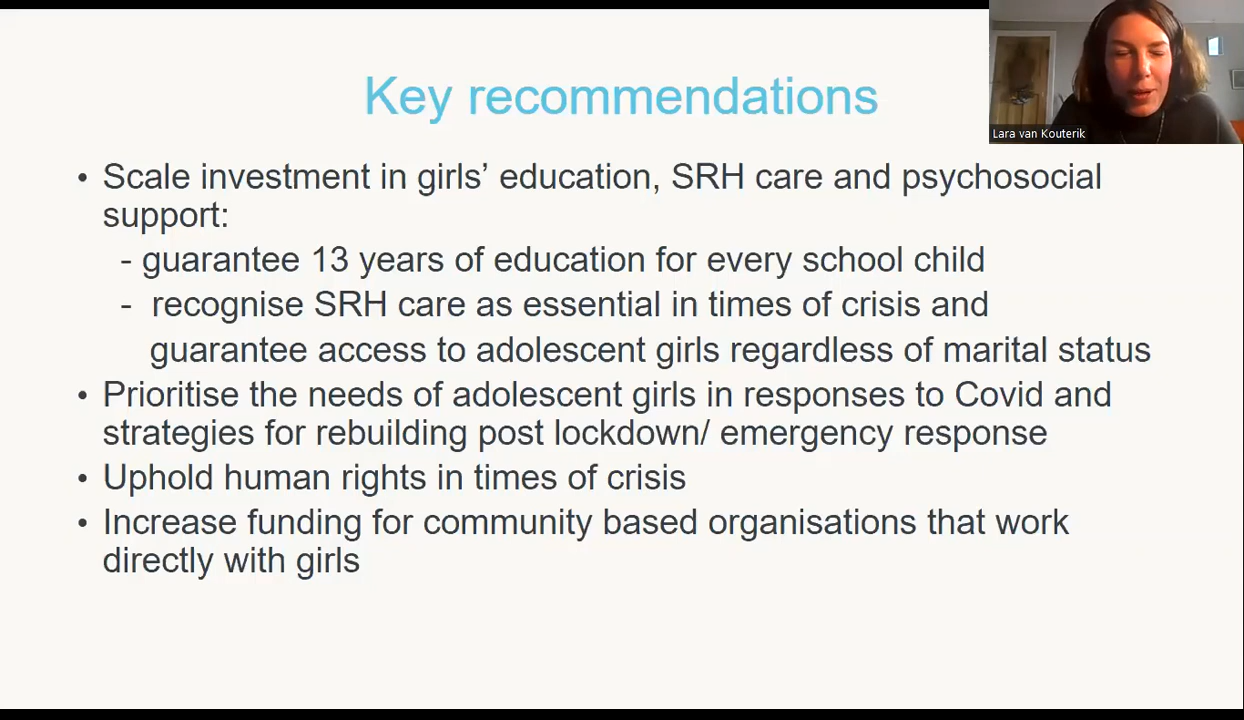 Key recommendations
Lara van Kouterik
• Scale investment in girls’ education, SRH care and psychosocial
support:
- guarantee 13 years of education for every school child
- recognise SRH care as essential in times of crisis and
guarantee access to adolescent girls regardless of marital status
• Prioritise the needs of adolescent girls in responses to Covid and
strategies for rebuilding post lockdown/ emergency response
• Uphold human rights in times of crisis
• Increase funding for community based organisations that work
directly with girls